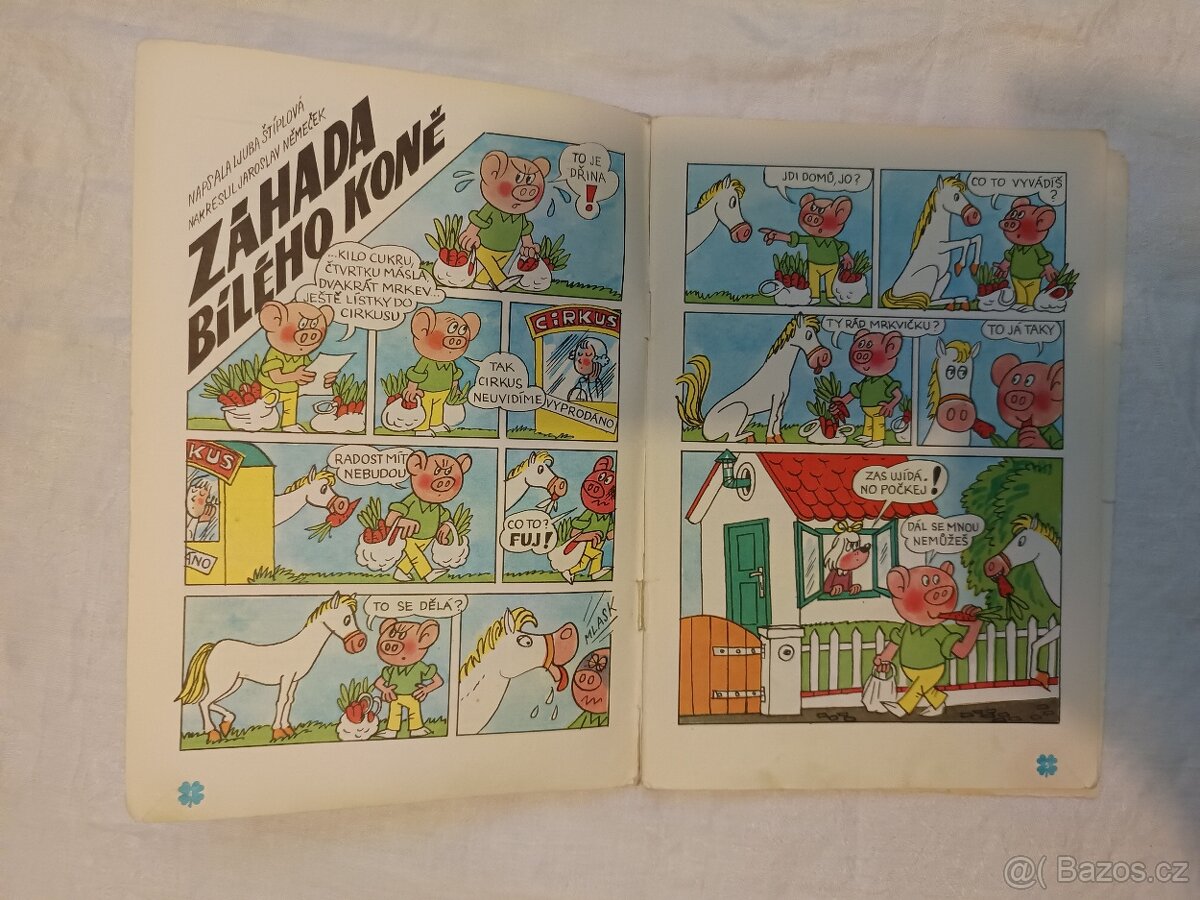 NAPSALA LJUBA ŠTÍPLOVÁ
NAKRESLIL JAROSLAV NĚMEČEK
ZÁHADA
BÍLÉHO KONĚ
TO JE
DŘINA
!
...KILO CUKRU,
ČTVRTKU MÁSLA
DVAKRÁT MRKEV
JEŠTĚ LÍSTKY DO
CIRKUSU
TAK
CIRKUS
NEUVIDÍME
CIRKUS
VYPRODÁNO
KUS
ÁNO
RADOST MÍT
NEBUDOU
CO TO?
FUJ!
TO SE DĚLÁ?
MLASK
JDI DOMŮ, JO?
CO TO VYVÁDÍŠ
?
TY RÁD MRKVIČKU?
TO JÁ TAKY
ZAS UJÍDÁ.
NO POČKEJ!
DÁL SE MNOU
NEMŮŽEŠ
@( Bazos.cz